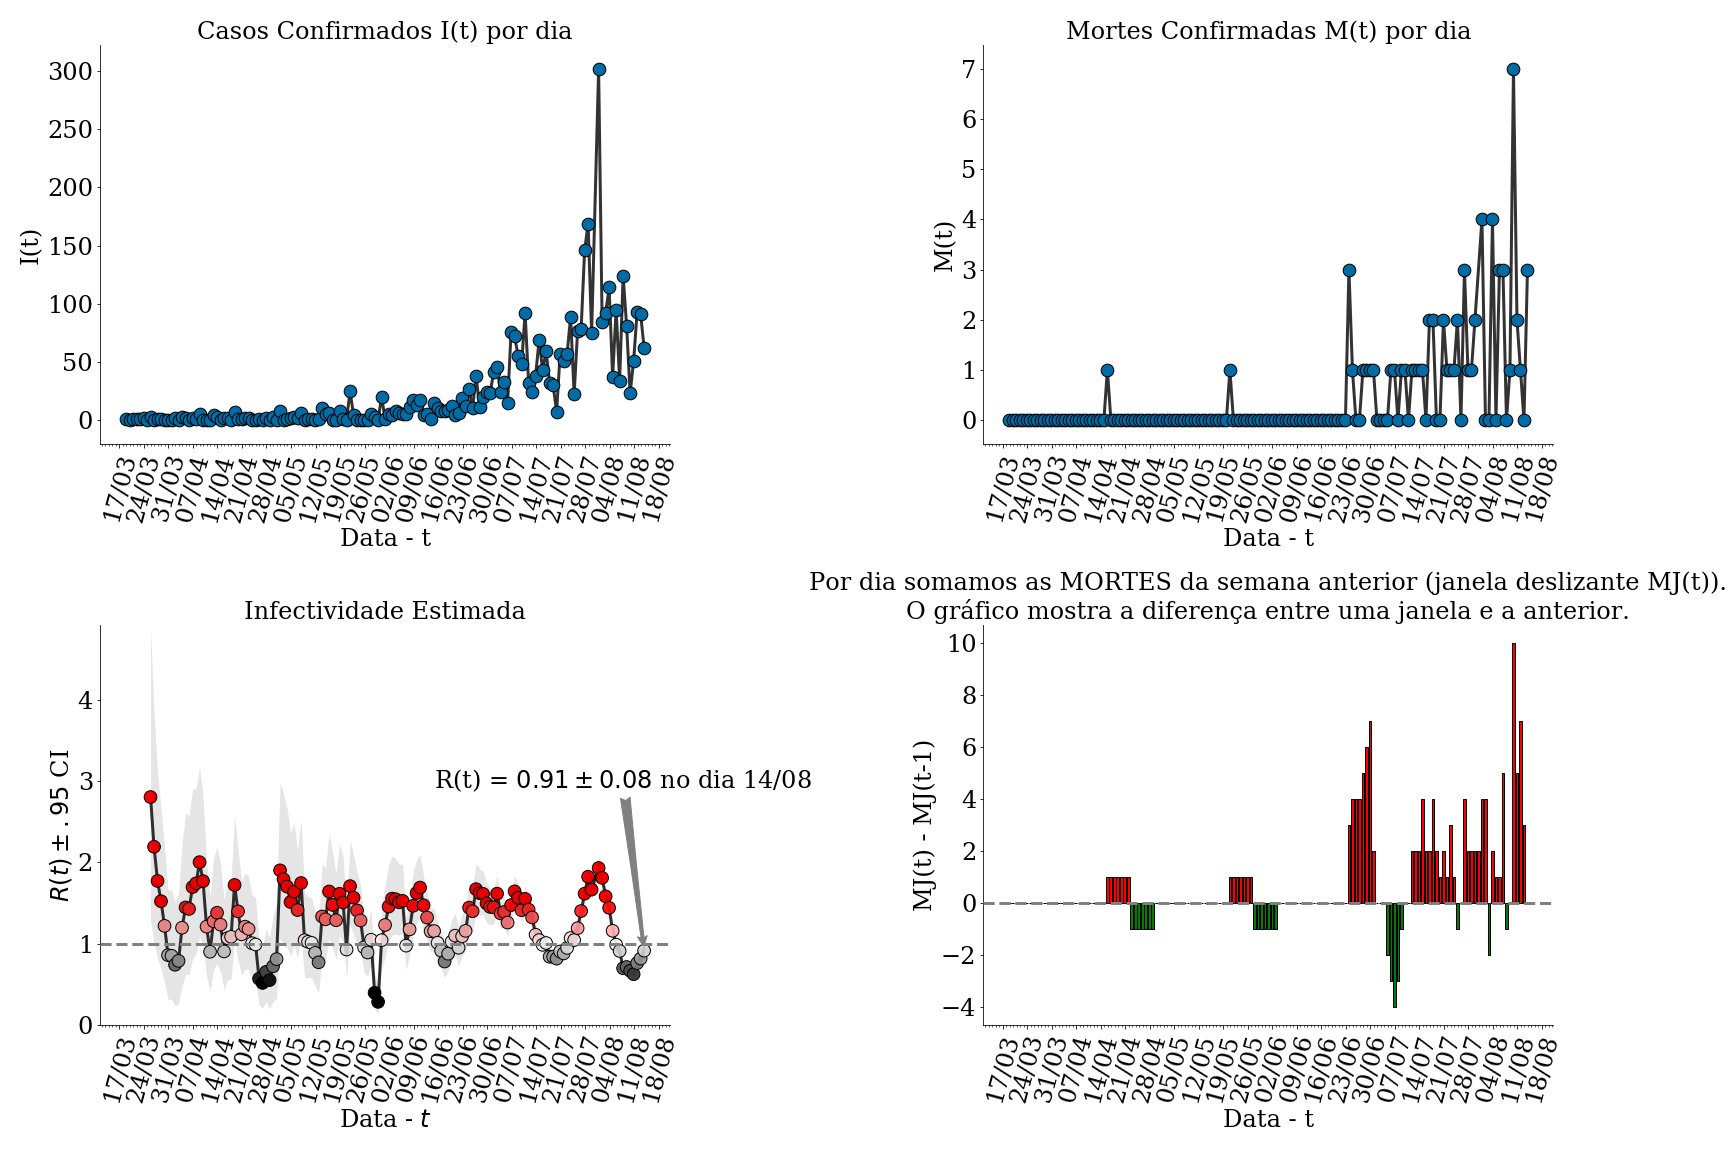 Casos Confirmados I(t) por dia
I(t)
300
250
200
150
100
50
0
17/03 24/03 31/03 07/04 14/04 21/04 28/04 05/05 12/05 19/05 26/05 02/06 09/06 16/06 23/06 30/06 07/07 14/07 21/07 28/07 04/08 11/08 18/08
Data - t
Mortes Confirmadas M(t) por dia
M(t)
7
6
5
4
3
2
1
0
17/03 24/03 31/03 07/04 14/04 21/04 28/04 05/05 12/05 19/05 26/05 02/06 09/06 16/06 23/06 30/06 07/07 14/07 21/07 28/07 04/08 11/08 18/08
Data - t
Infectividade Estimada
R(t) ± .95 CI
4
3
2
1
0
R(t) = 0.91 ± 0.08 no dia 14/08
17/03 24/03 31/03 07/04 14/04 21/04 28/04 05/05 12/05 19/05 26/05 02/06 09/06 16/06 23/06 30/06 07/07 14/07 21/07 28/07 04/08 11/08 18/08
Data - t
Por dia somamos as MORTES da semana anterior (janela deslizante MJ(t)).
O gráfico mostra a diferença entre uma janela e a anterior.
MJ(t) - MJ(t-1)
10
8
6
4
2
0
−2
−4
17/03 24/03 31/03 07/04 14/04 21/04 28/04 05/05 12/05 19/05 26/05 02/06 09/06 16/06 23/06 30/06 07/07 14/07 21/07 28/07 04/08 11/08 18/08
Data - t